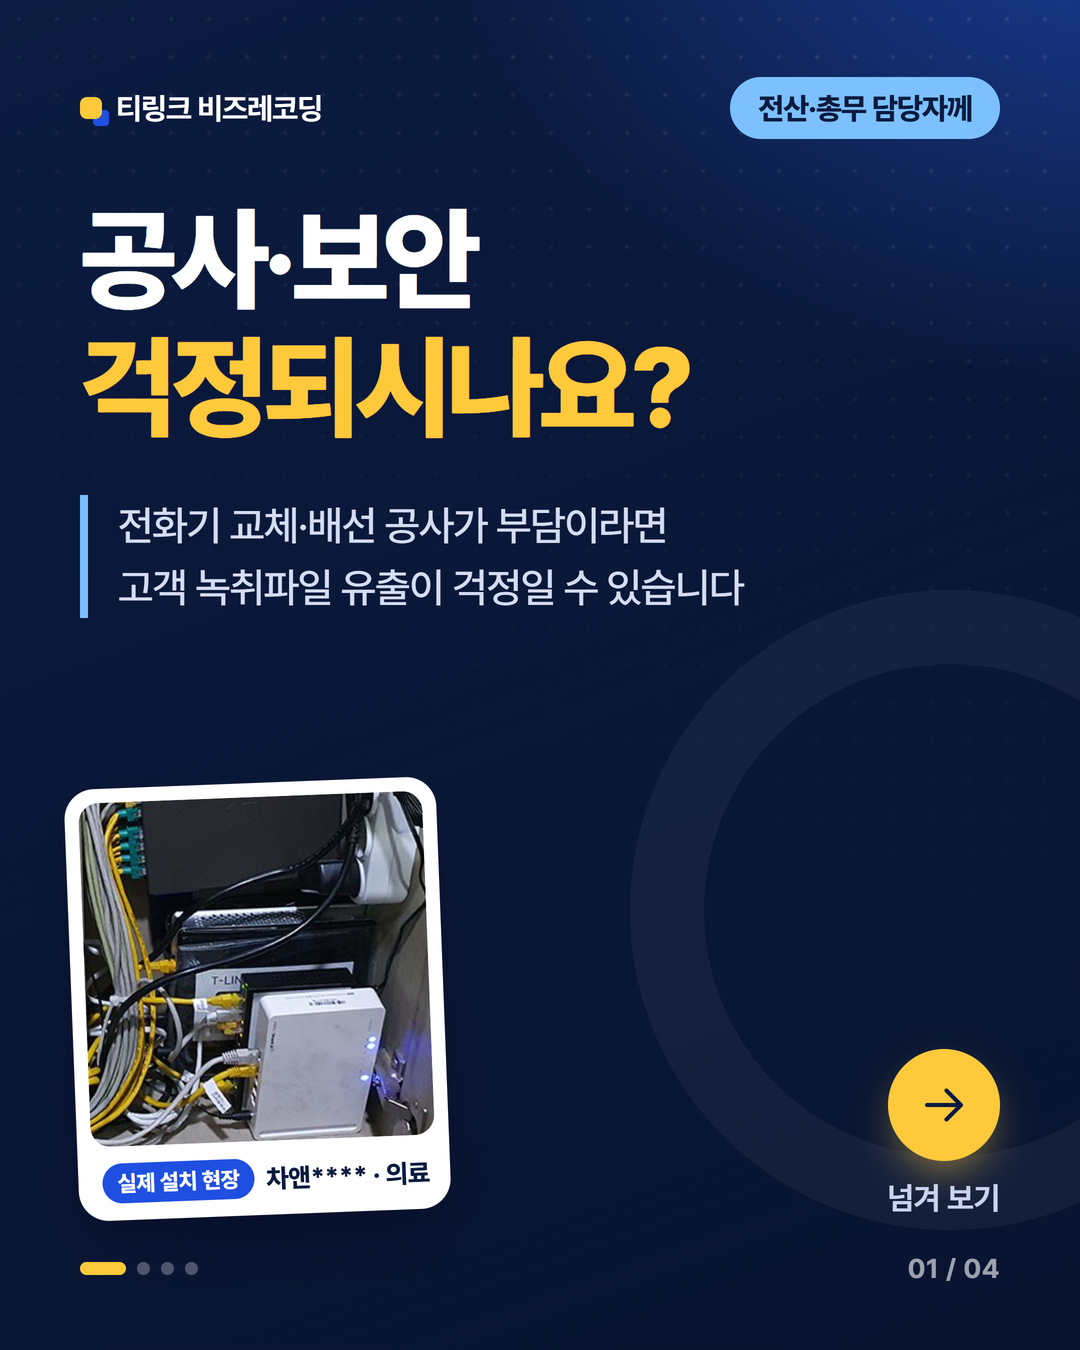 티링크 비즈레코딩
전산·총무 담당자께
공사·보안
걱정되시나요?
전화기 교체·배선 공사가 부담이라면
고객 녹취파일 유출이 걱정일 수 있습니다
T-LIN
실제 설치 현장
차앤**** · 의료
넘겨 보기
01 / 04